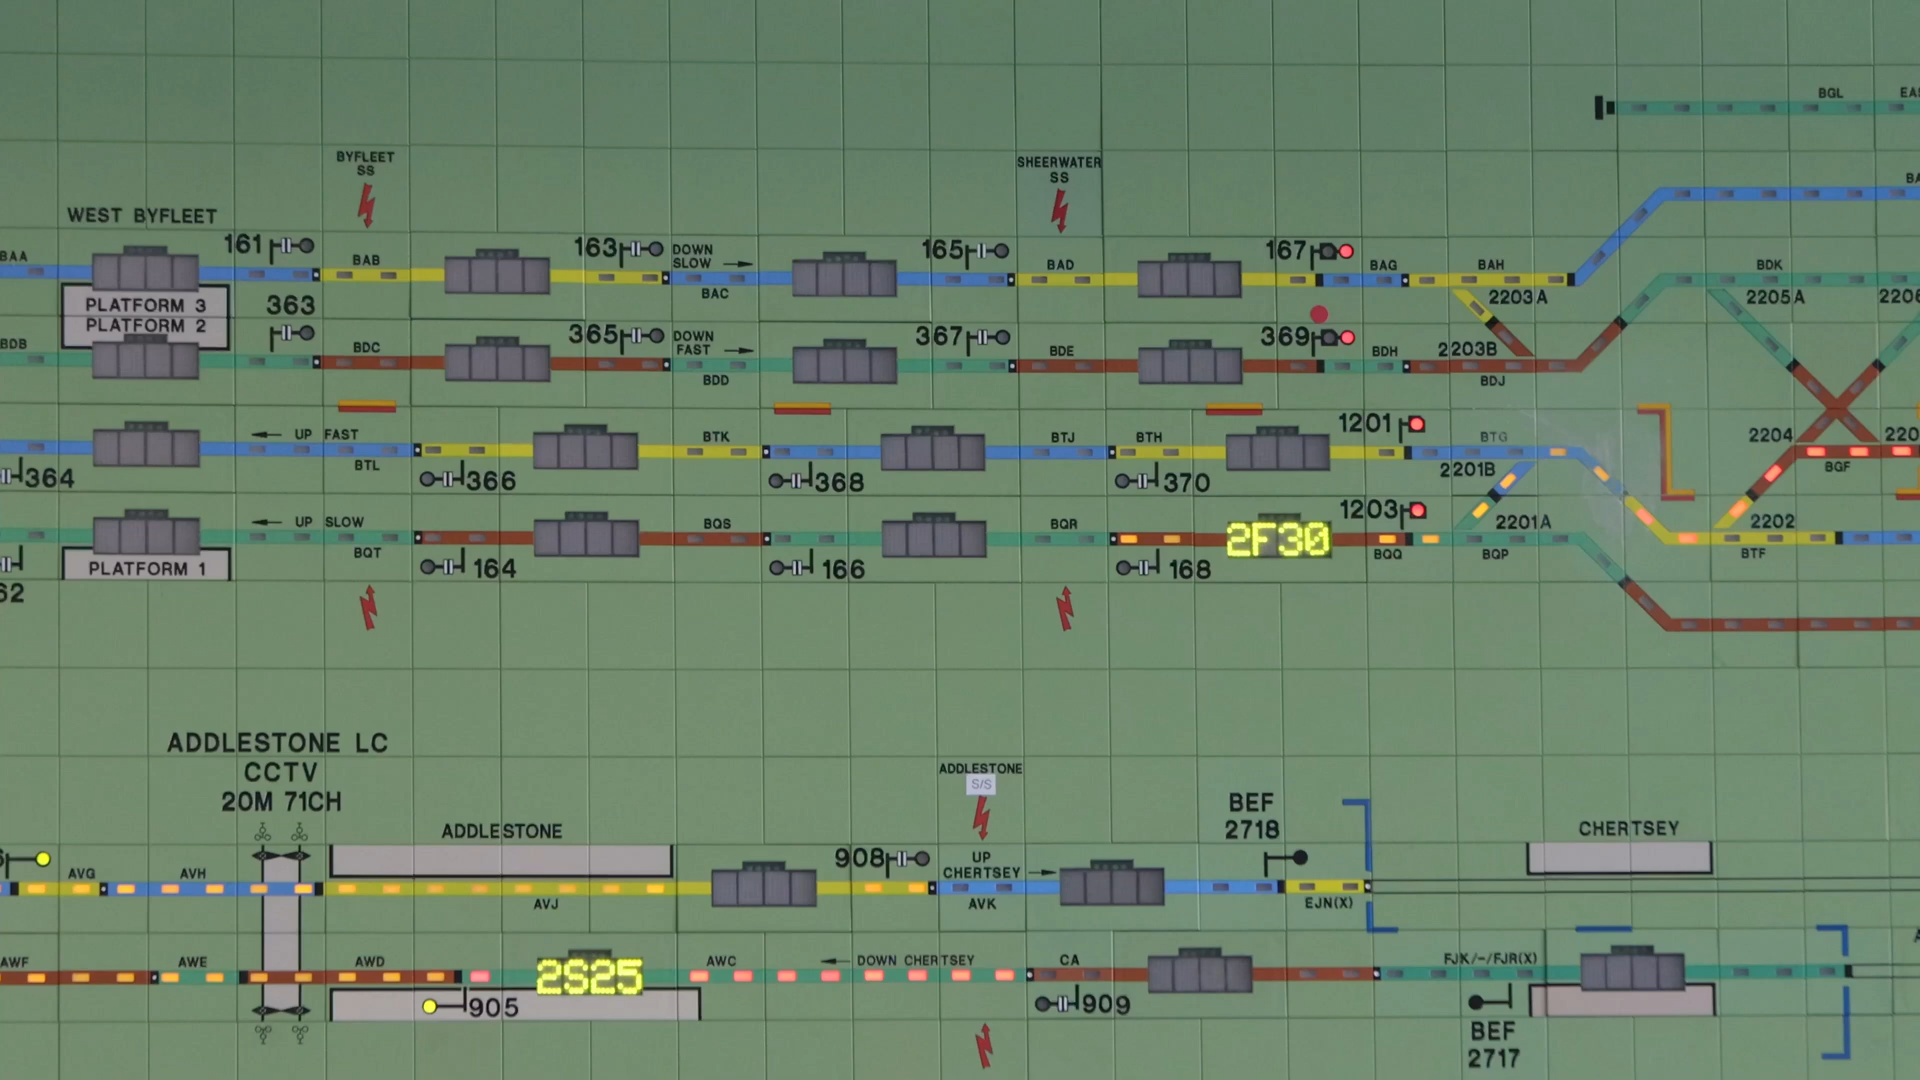 BGL
BYFLEET
SS
SHEERWATER
SS
WEST BYFLEET
161
163
DOWN
SLOW
165
167
BAA
BAB
BAC
BAD
BAG
BAH
2203A
BDK
2205A
PLATFORM 3
PLATFORM 2
363
365
DOWN
FAST
367
369
BDB
BDC
BDD
BDE
BDH
2203B
BDJ
1201
UP FAST
BTL
BTK
BTJ
BTH
BTG
2204
BGF
364
366
368
370
2201B
1203
UP SLOW
BQT
BQS
BQR
2F30
BQQ
2201A
BQP
2202
BTF
PLATFORM 1
164
166
168
ADDLESTONE LC
CCTV
20M 71CH
ADDLESTONE
S/S
BEF
2718
ADDLESTONE
CHERTSEY
908
UP
CHERTSEY
AVG
AVH
AVJ
AVK
EJN(X)
AWF
AWE
AWD
2S25
AWC
DOWN CHERTSEY
CA
FJK/-/FJR(X)
905
909
BEF
2717